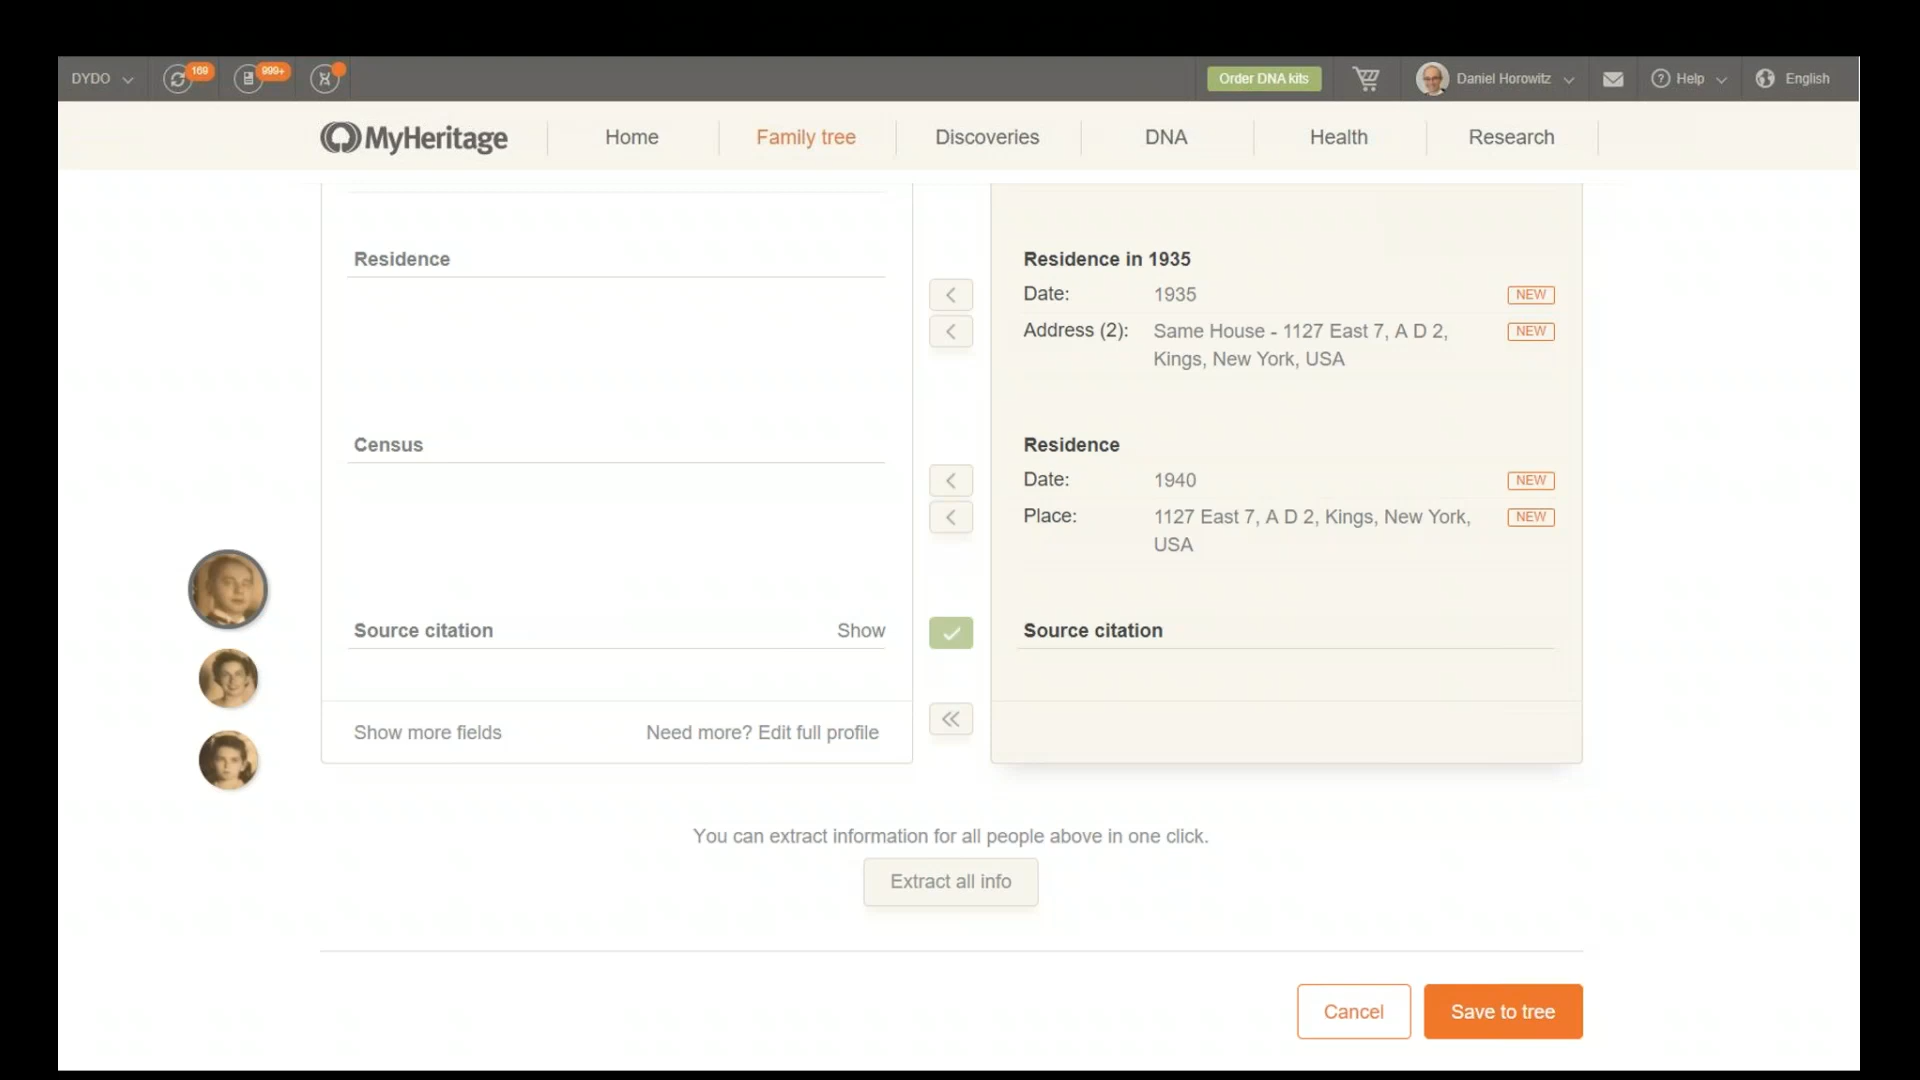 DYDO
169
999+
Order DNA kits
Daniel Horowitz
Help
English
MyHeritage
Home
Family tree
Discoveries
DNA
Health
Research
Residence
Residence in 1935
Date: 1935 NEW
Address (2): Same House - 1127 East 7, A D 2, NEW
Kings, New York, USA
Census
Residence
Date: 1940 NEW
Place: 1127 East 7, A D 2, Kings, New York, NEW
USA
Source citation Show
Source citation
Show more fields
Need more? Edit full profile
You can extract information for all people above in one click.
Extract all info
Cancel
Save to tree